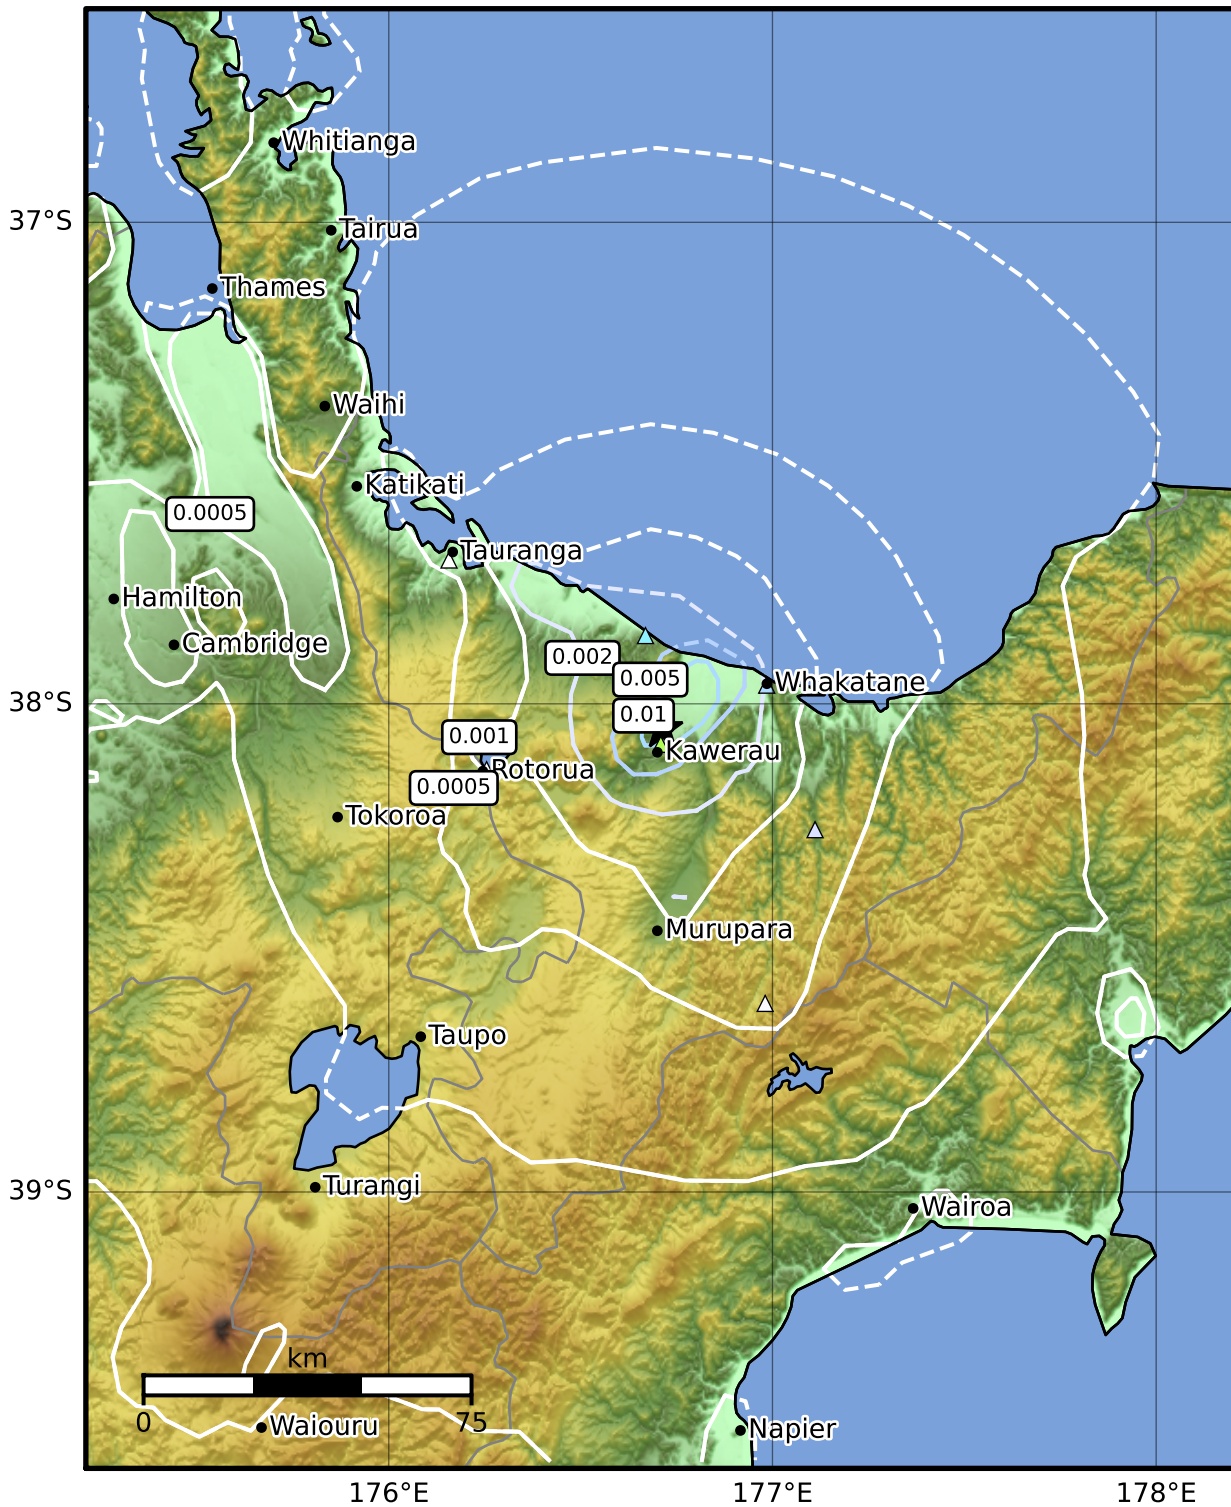 Whitianga
37°S
Tairua
Thames
Waihi
Katikati
0.0005
Tauranga
Hamilton
Cambridge
0.002
0.005
Whakatane
38°S
0.01
0.001
Kawerau
Rotorua
0.0005
Tokoroa
Murupara
Taupo
Turangi
39°S
Wairoa
km
0
75
Waiouru
Napier
176°E
177°E
178°E